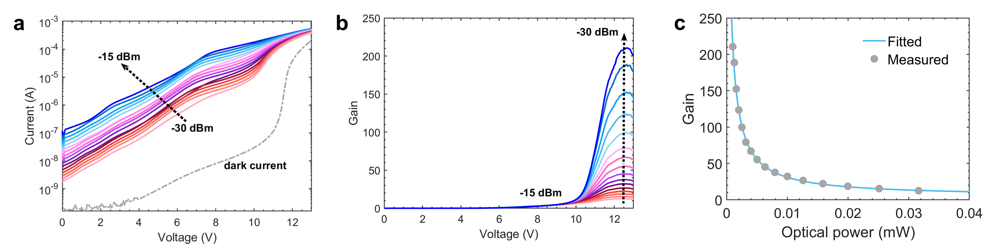 a
10⁻³
10⁻⁴
10⁻⁵
10⁻⁶
10⁻⁷
10⁻⁸
10⁻⁹
Current (A)
-15 dBm
-30 dBm
dark current
0 2 4 6 8 10 12
Voltage (V)
b
250
200
150
100
50
0
Gain
-30 dBm
-15 dBm
0 2 4 6 8 10 12
Voltage (V)
c
250
200
150
100
50
0
Gain
Fitted
Measured
0 0.01 0.02 0.03 0.04
Optical power (mW)